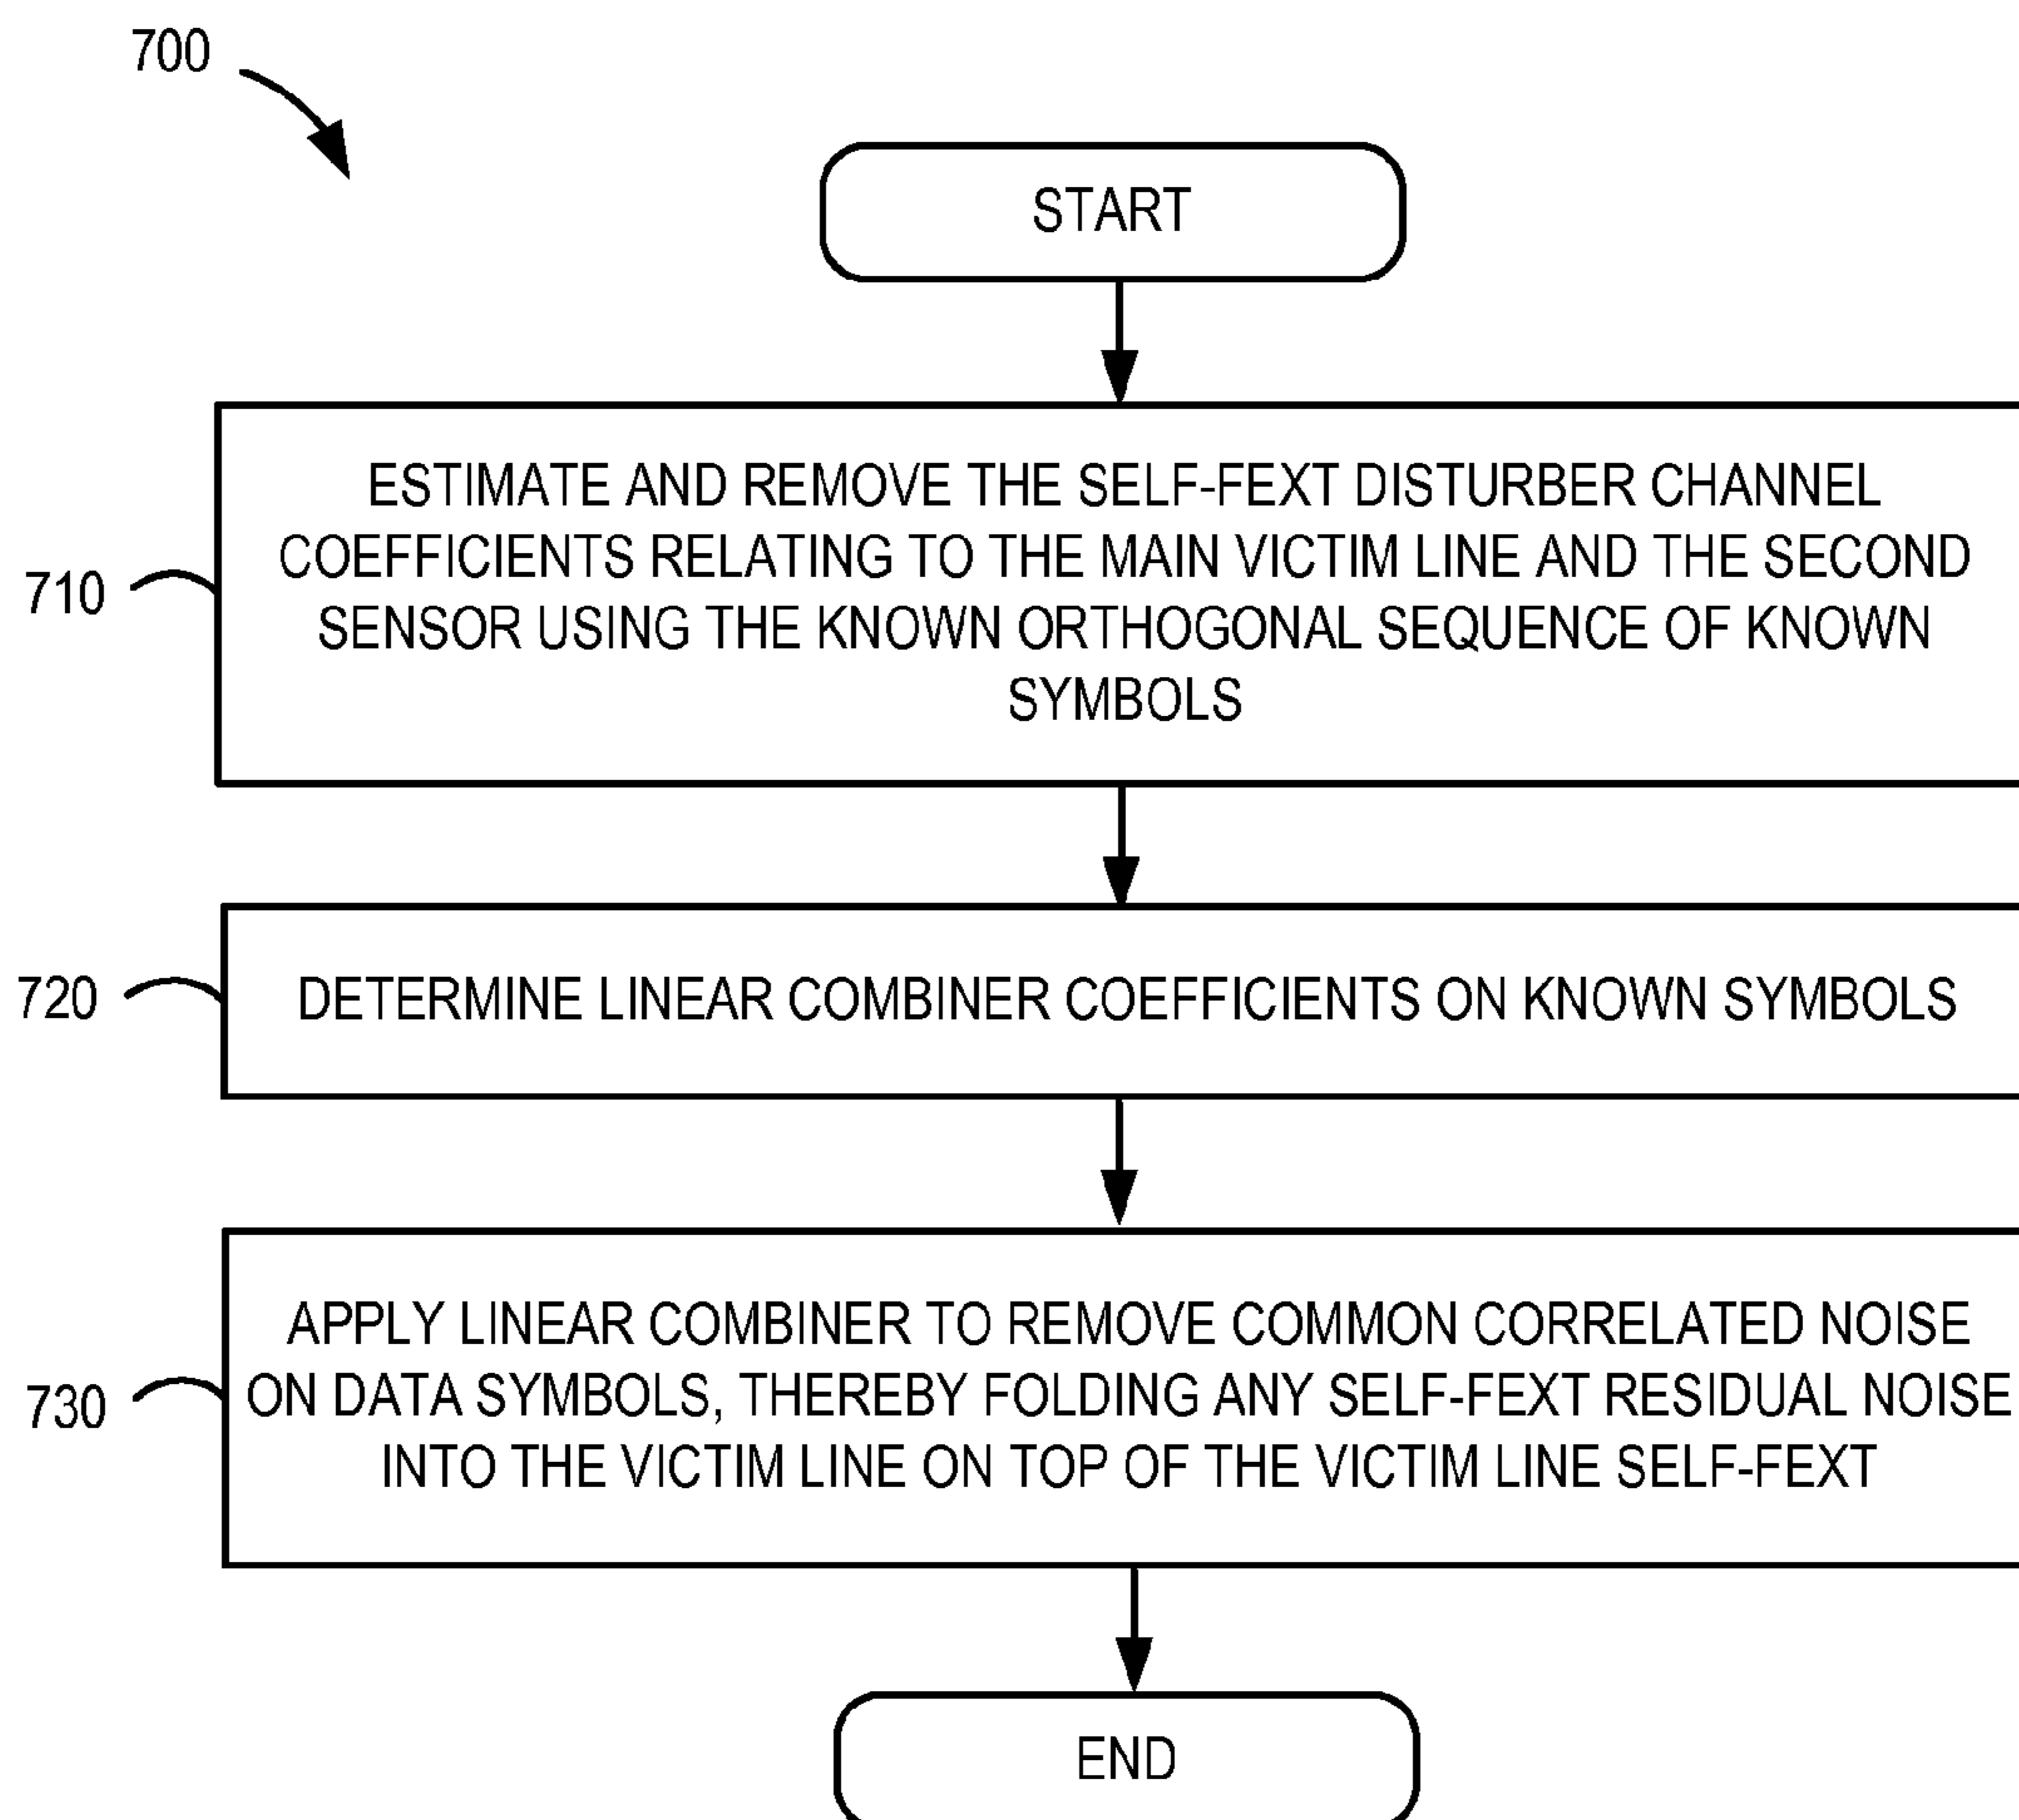 700
START
710
ESTIMATE AND REMOVE THE SELF-FEXT DISTURBER CHANNEL
COEFFICIENTS RELATING TO THE MAIN VICTIM LINE AND THE SECOND
SENSOR USING THE KNOWN ORTHOGONAL SEQUENCE OF KNOWN
SYMBOLS
720
DETERMINE LINEAR COMBINER COEFFICIENTS ON KNOWN SYMBOLS
730
APPLY LINEAR COMBINER TO REMOVE COMMON CORRELATED NOISE
ON DATA SYMBOLS, THEREBY FOLDING ANY SELF-FEXT RESIDUAL NOISE
INTO THE VICTIM LINE ON TOP OF THE VICTIM LINE SELF-FEXT
END